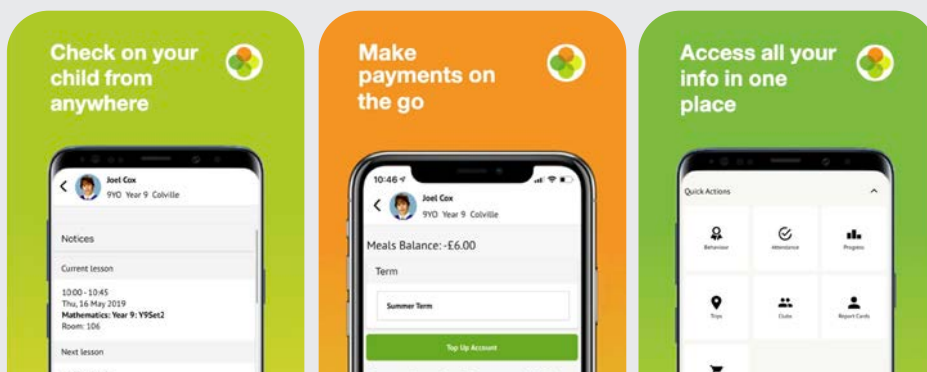 Check on your
child from
anywhere
Joel Cox
9YO Year 9 Colville
Notices
Current lesson
10:00 - 10:45
Thu, 16 May 2019
Mathematics: Year 9: Y9Set2
Room: 106
Next lesson
Make
payments on
the go
10:46
Joel Cox
9YO Year 9 Colville
Meals Balance: -£6.00
Term
Summer Term
Top Up Account
Access all your
info in one
place
Quick Actions
Behaviour
Attendance
Progress
Trips
Clubs
Report Cards